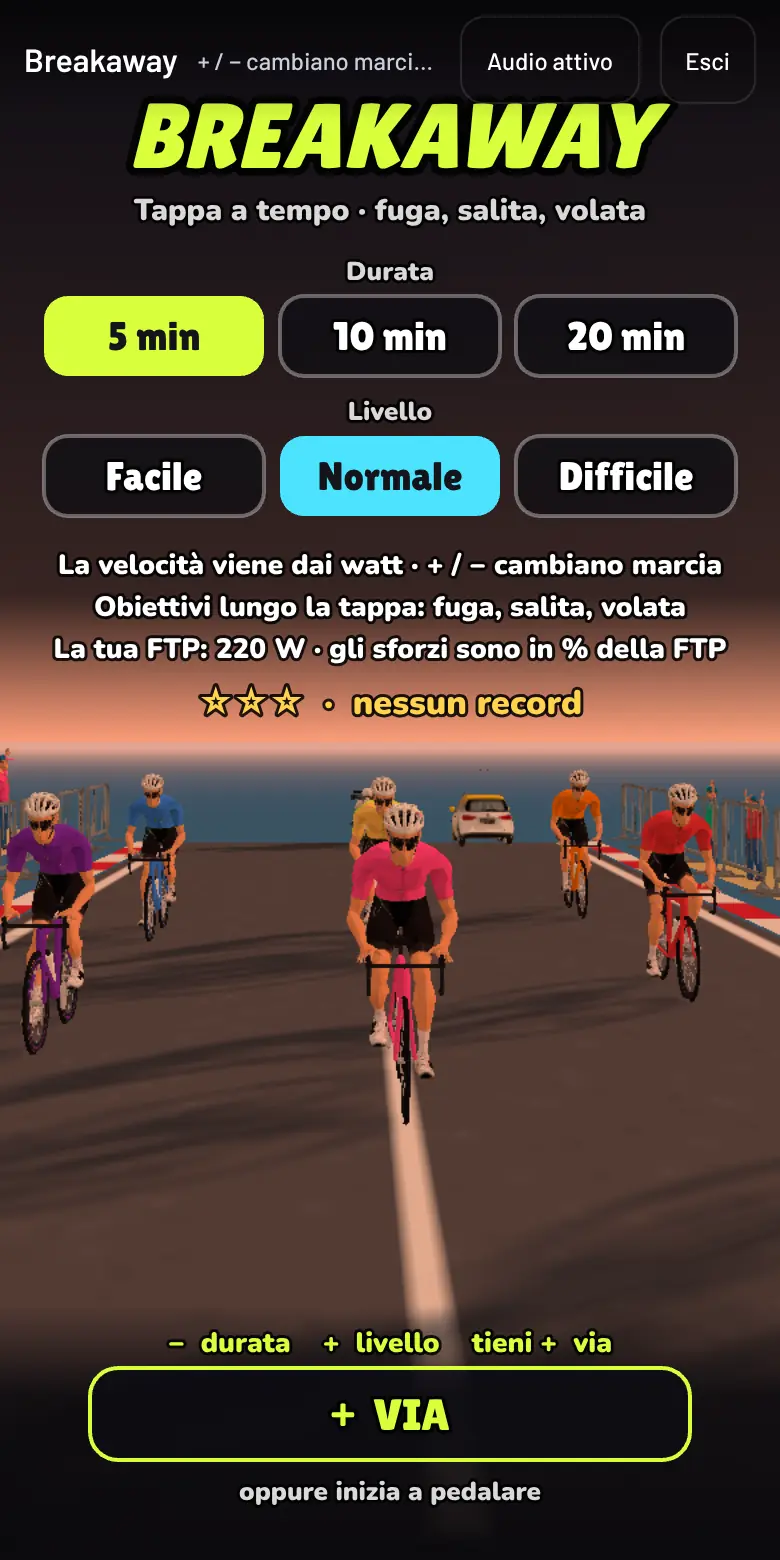 Breakaway + / − cambiano marci... Audio attivo Esci
BREAKAWAY
Tappa a tempo · fuga, salita, volata
Durata
5 min 10 min 20 min
Livello
Facile Normale Difficile
La velocità viene dai watt · + / − cambiano marcia
Obiettivi lungo la tappa: fuga, salita, volata
La tua FTP: 220 W · gli sforzi sono in % della FTP
☆☆☆ · nessun record
− durata + livello tieni + via
+ VIA
oppure inizia a pedalare